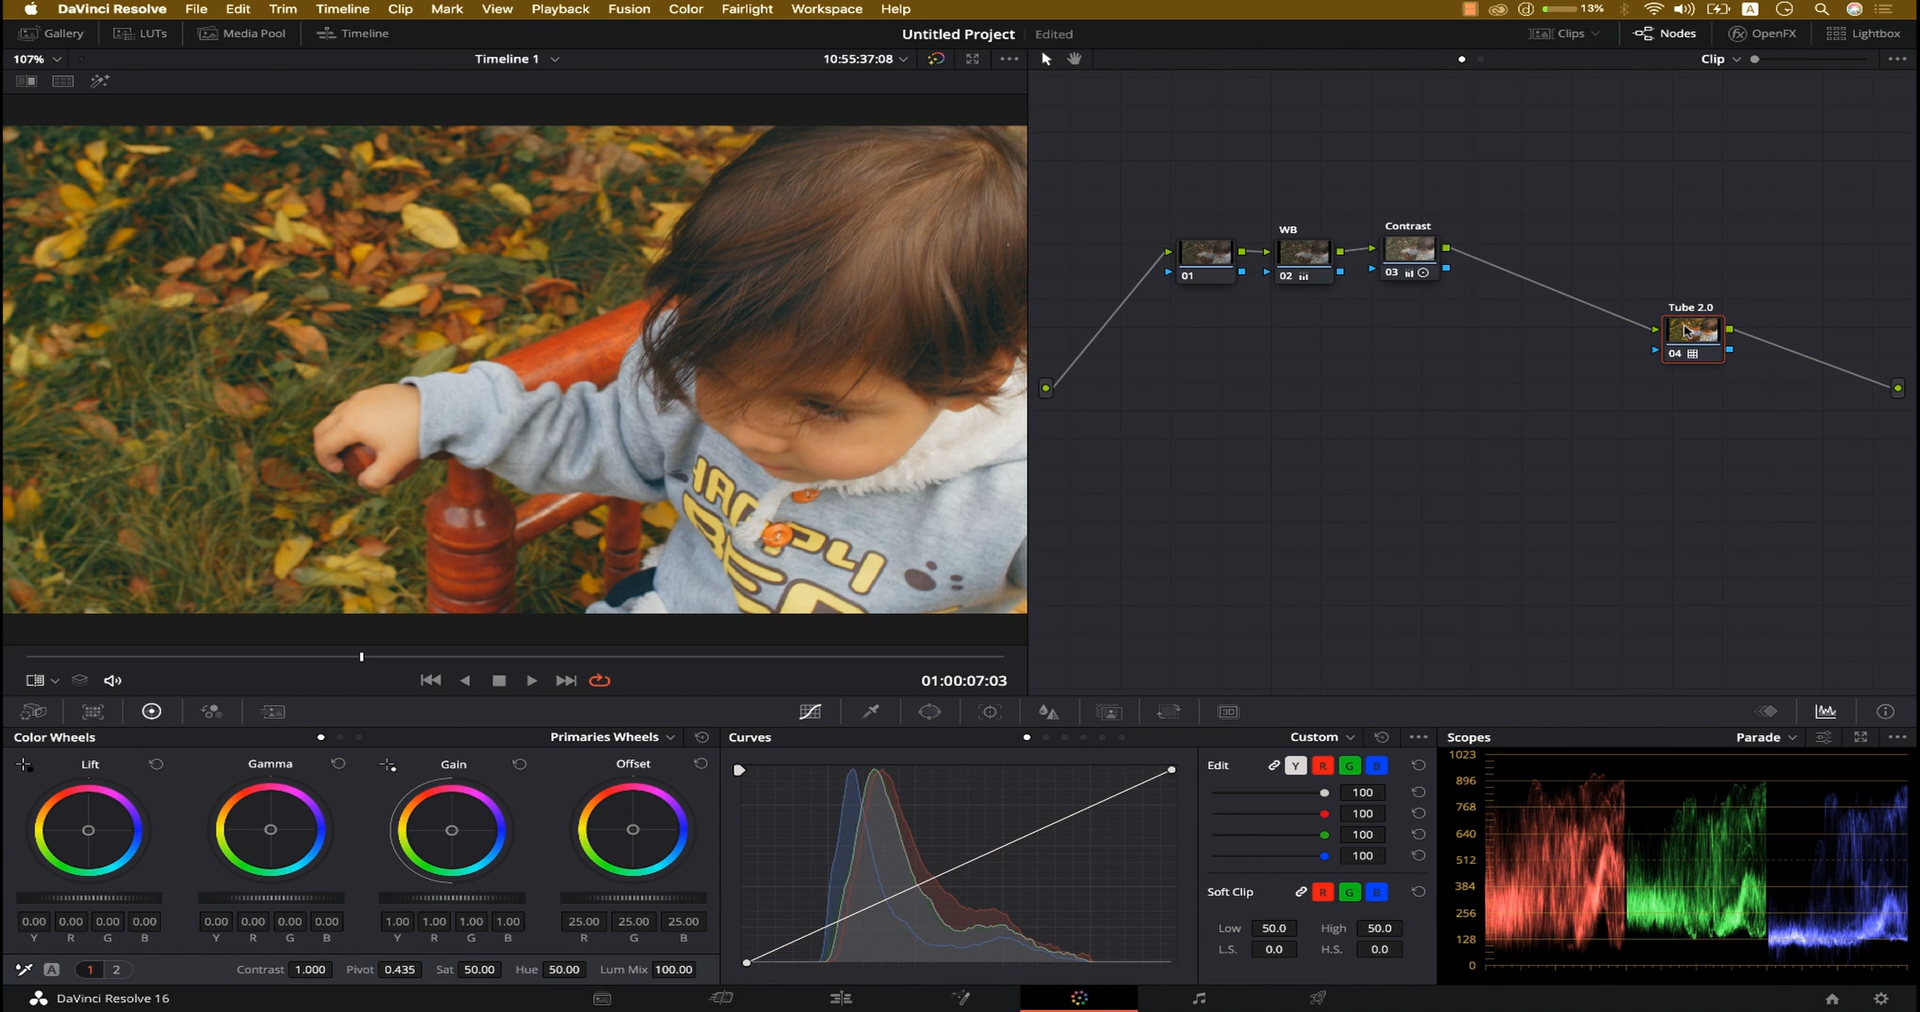 DaVinci Resolve File Edit Trim Timeline Clip Mark View Playback Fusion Color Fairlight Workspace Help 13% A
Gallery LUTs Media Pool Timeline Untitled Project Edited Clips Nodes OpenFX Lightbox
107% Timeline 1 10:55:37:08 Clip
WB
Contrast
01
02
03
Tube 2.0
04
01:00:07:03
3D
Color Wheels Primaries Wheels Curves Custom Scopes Parade
Lift Gamma Gain Offset
Edit Y R G B
100
100
100
100
Soft Clip R G B
Low 50.0 High 50.0
L.S. 0.0 H.S. 0.0
1023
896
768
640
512
384
256
128
0
0.00 0.00 0.00 0.00 0.00 0.00 0.00 0.00 1.00 1.00 1.00 1.00 25.00 25.00 25.00
Y R G B Y R G B Y R G B R G B
A 1 2 Contrast 1.000 Pivot 0.435 Sat 50.00 Hue 50.00 Lum Mix 100.00
DaVinci Resolve 16